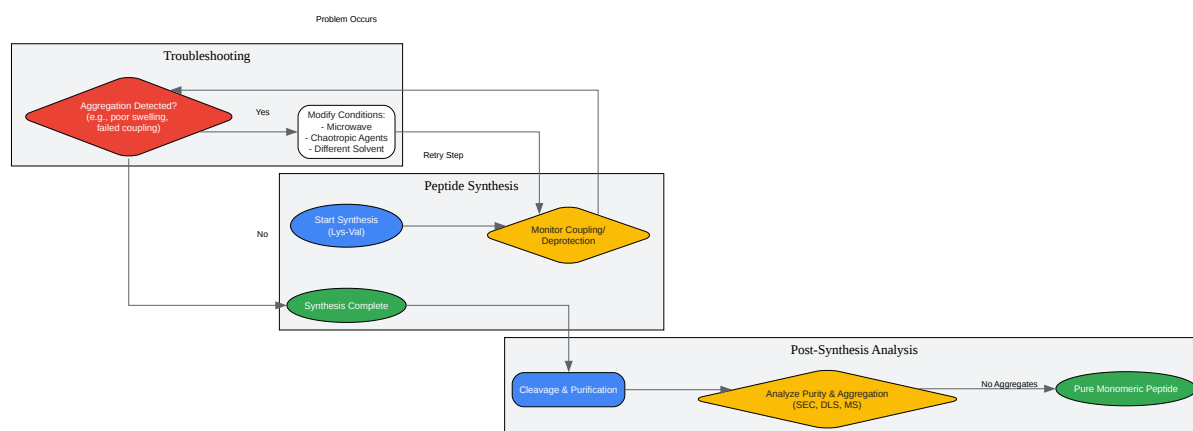 Problem Occurs
Troubleshooting
Aggregation Detected?
(e.g., poor swelling,
failed coupling)
Yes
Modify Conditions:
- Microwave
- Chaotropic Agents
- Different Solvent
Retry Step
Peptide Synthesis
Start Synthesis
(Lys-Val)
Monitor Coupling/
Deprotection
No
Synthesis Complete
Post-Synthesis Analysis
Cleavage & Purification
Analyze Purity & Aggregation
(SEC, DLS, MS)
No Aggregates
Pure Monomeric Peptide